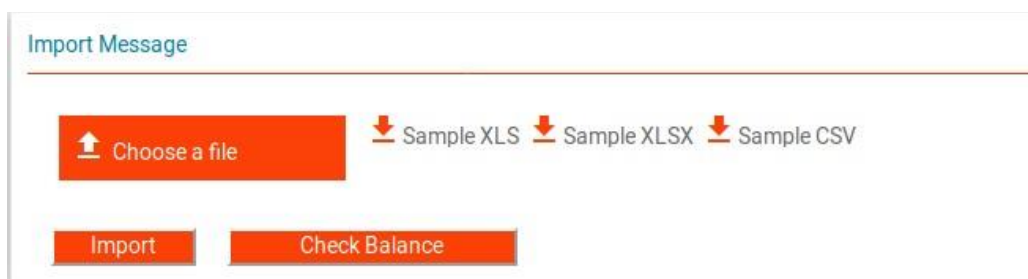 Import Message
Choose a file
Sample XLS Sample XLSX Sample CSV
Import Check Balance